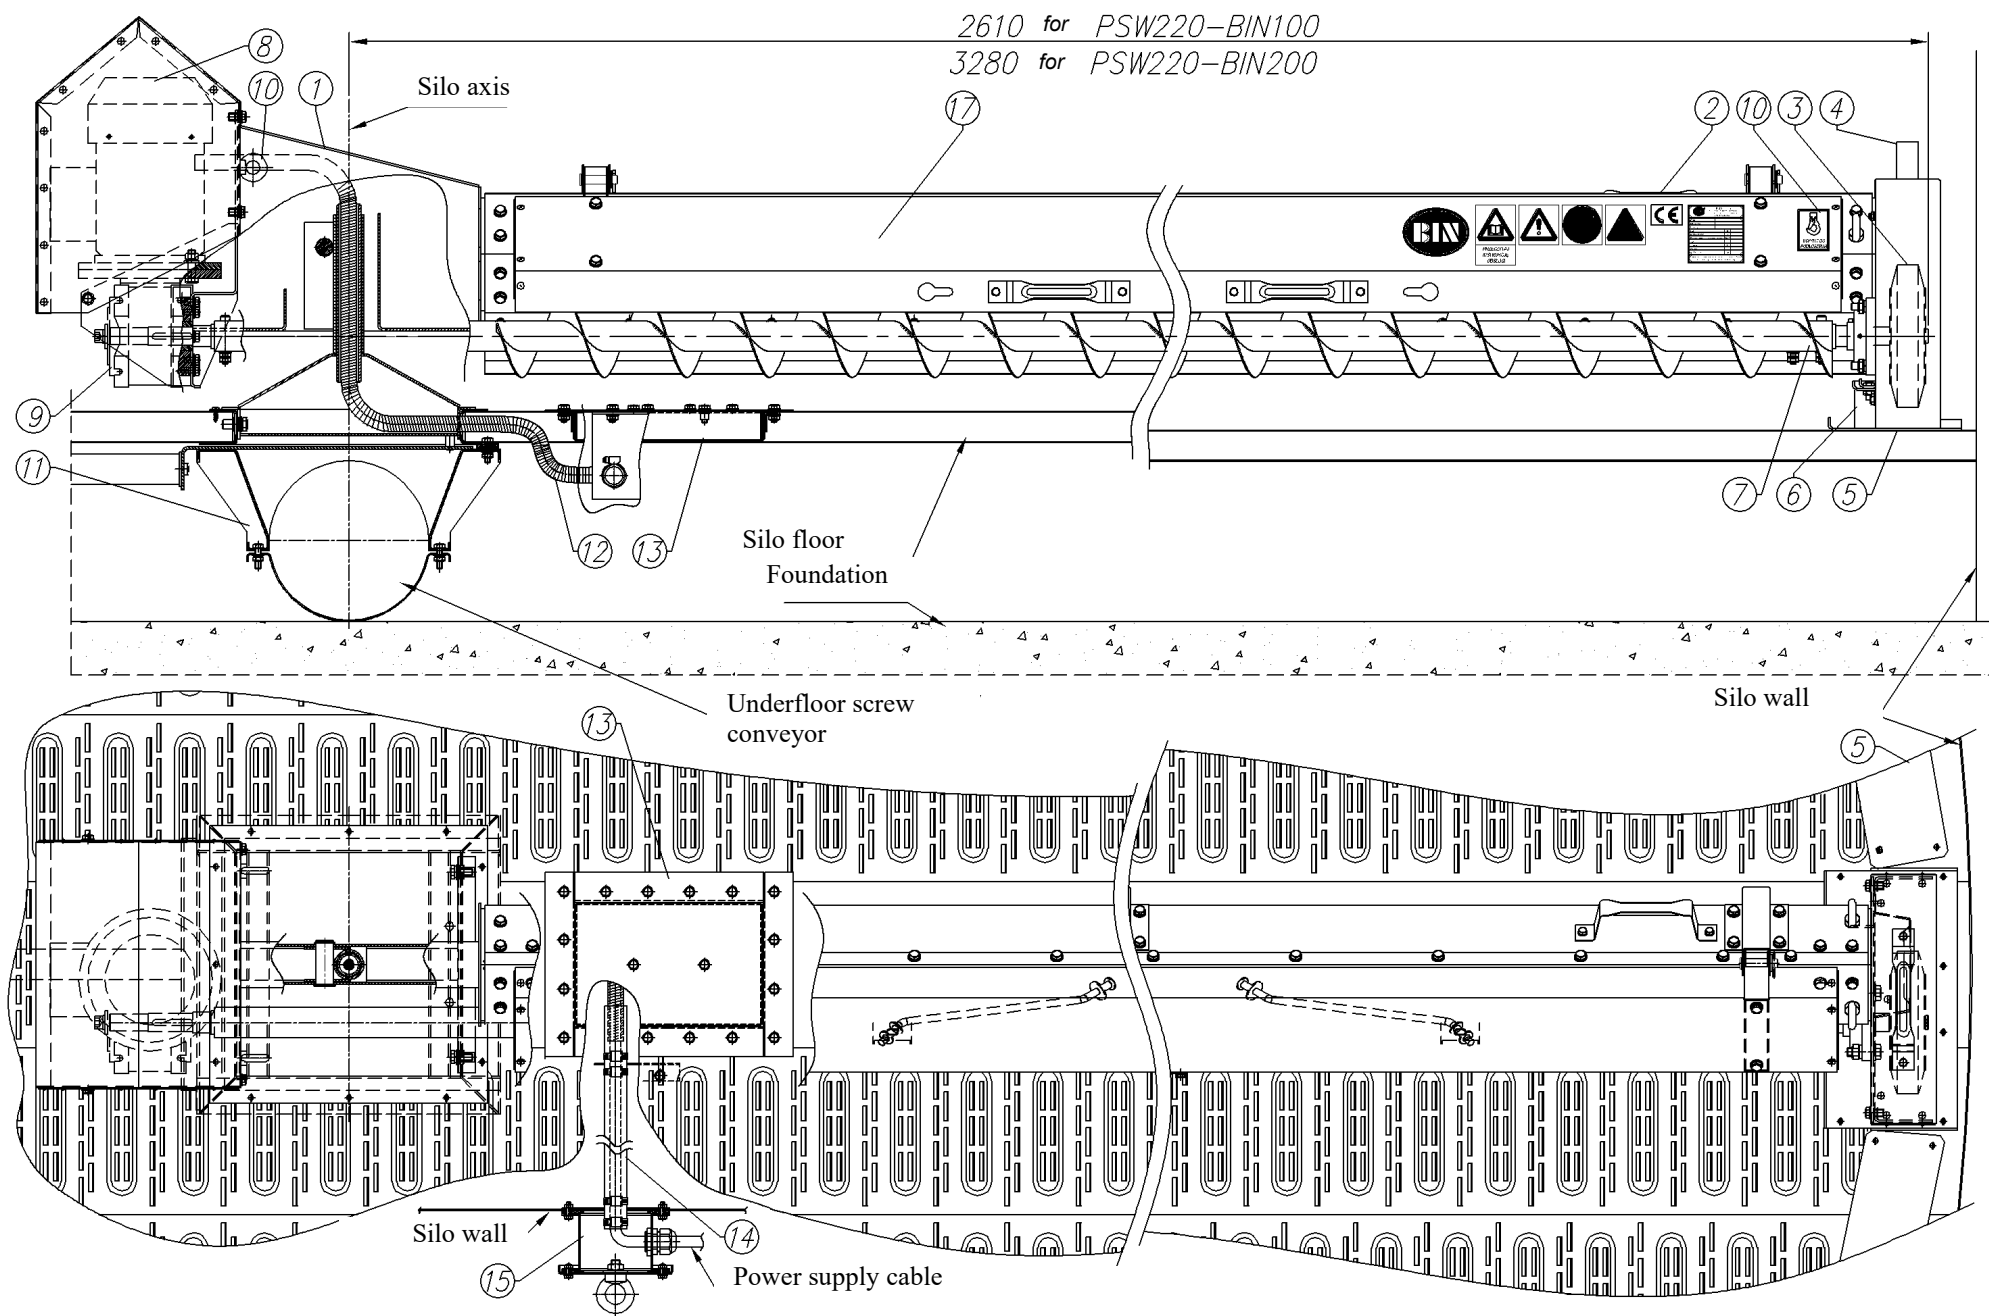 2610 for PSW220-BIN100
3280 for PSW220-BIN200
8
10
1
Silo axis
17
2
10
3
4
BIN
CE
9
11
12
13
7
6
5
Silo floor
Foundation
Underfloor screw
conveyor
Silo wall
13
5
Silo wall
14
15
Power supply cable